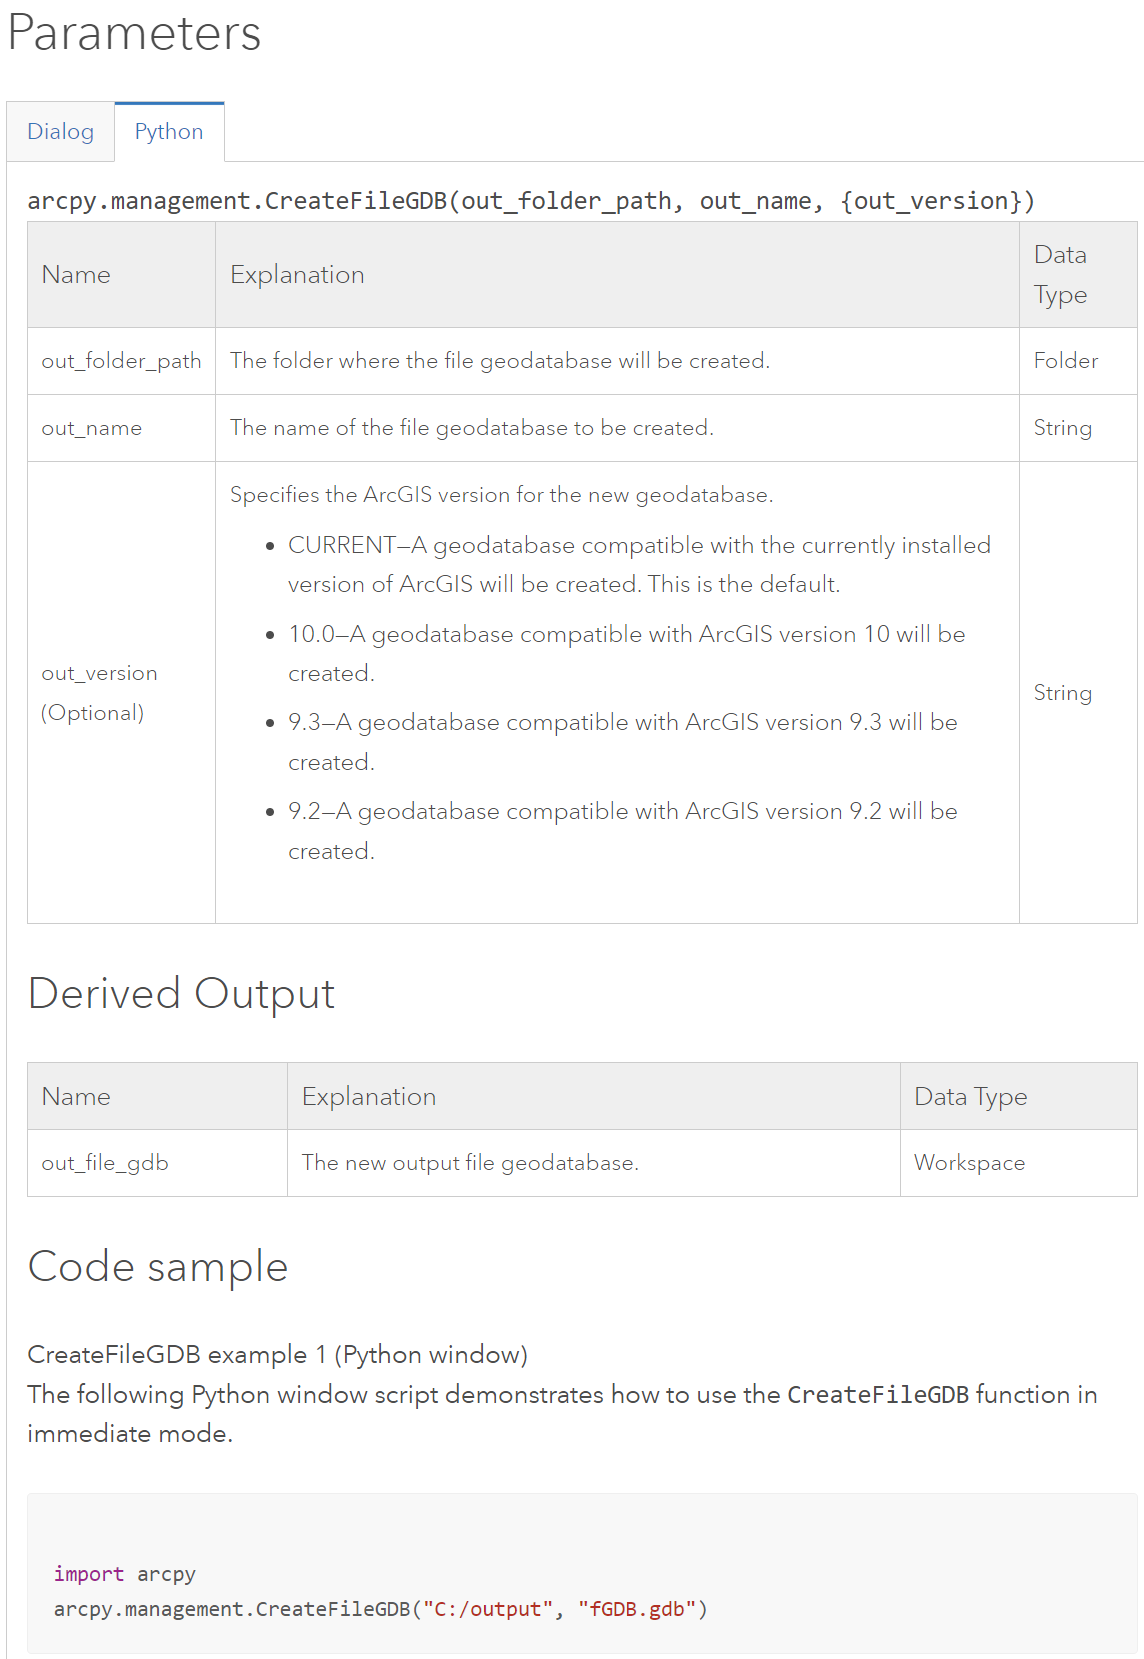 Parameters
Dialog
Python
arcpy.management.CreateFileGDB(out_folder_path, out_name, {out_version})
Name
Explanation
Data
Type
out_folder_path
The folder where the file geodatabase will be created.
Folder
out_name
The name of the file geodatabase to be created.
String
out_version
(Optional)
Specifies the ArcGIS version for the new geodatabase.
• CURRENT—A geodatabase compatible with the currently installed
version of ArcGIS will be created. This is the default.
• 10.0—A geodatabase compatible with ArcGIS version 10 will be
created.
• 9.3—A geodatabase compatible with ArcGIS version 9.3 will be
created.
• 9.2—A geodatabase compatible with ArcGIS version 9.2 will be
created.
String
Derived Output
Name
Explanation
Data Type
out_file_gdb
The new output file geodatabase.
Workspace
Code sample
CreateFileGDB example 1 (Python window)
The following Python window script demonstrates how to use the CreateFileGDB function in
immediate mode.
import arcpy
arcpy.management.CreateFileGDB("C:/output", "fGDB.gdb")